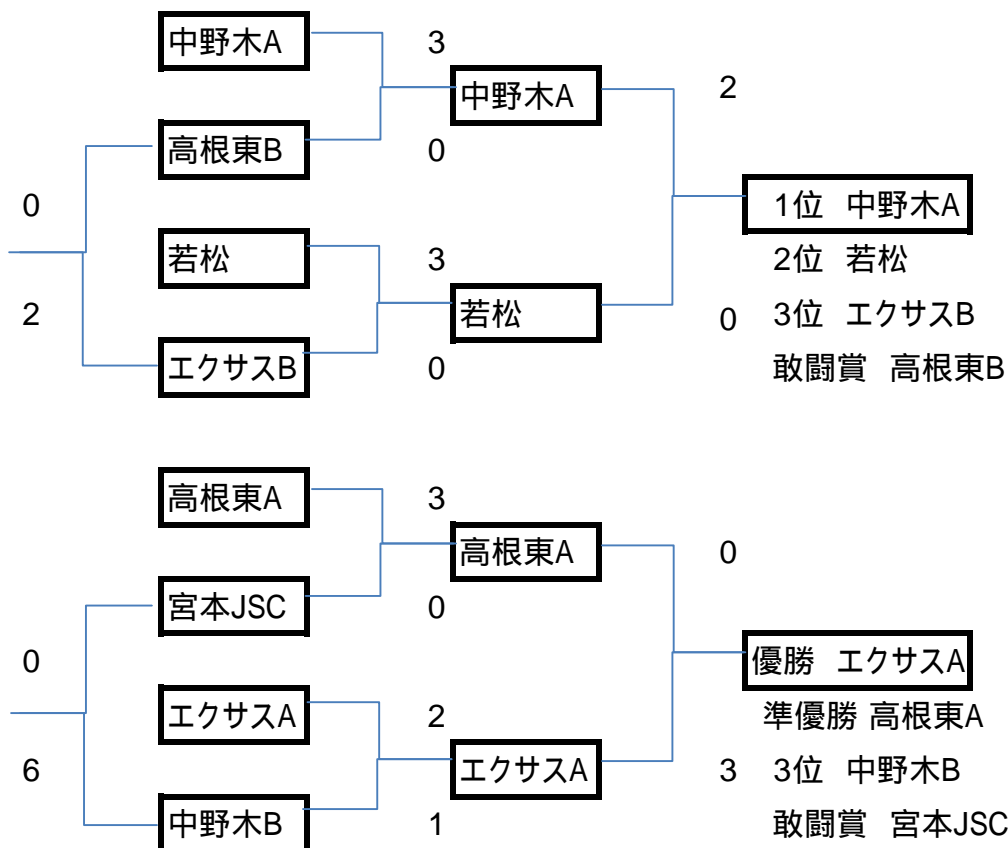 中野木A 3
中野木A 2
高根東B 0
0 1位 中野木A
若松 3 2位 若松
2 若松 0 3位 エクサスB
エクサスB 0 敢闘賞 高根東B
高根東A 3
高根東A 0
宮本JSC 0
0 優勝 エクサスA
エクサスA 2 準優勝 高根東A
6 エクサスA 3 3位 中野木B
中野木B 1 敢闘賞 宮本JSC